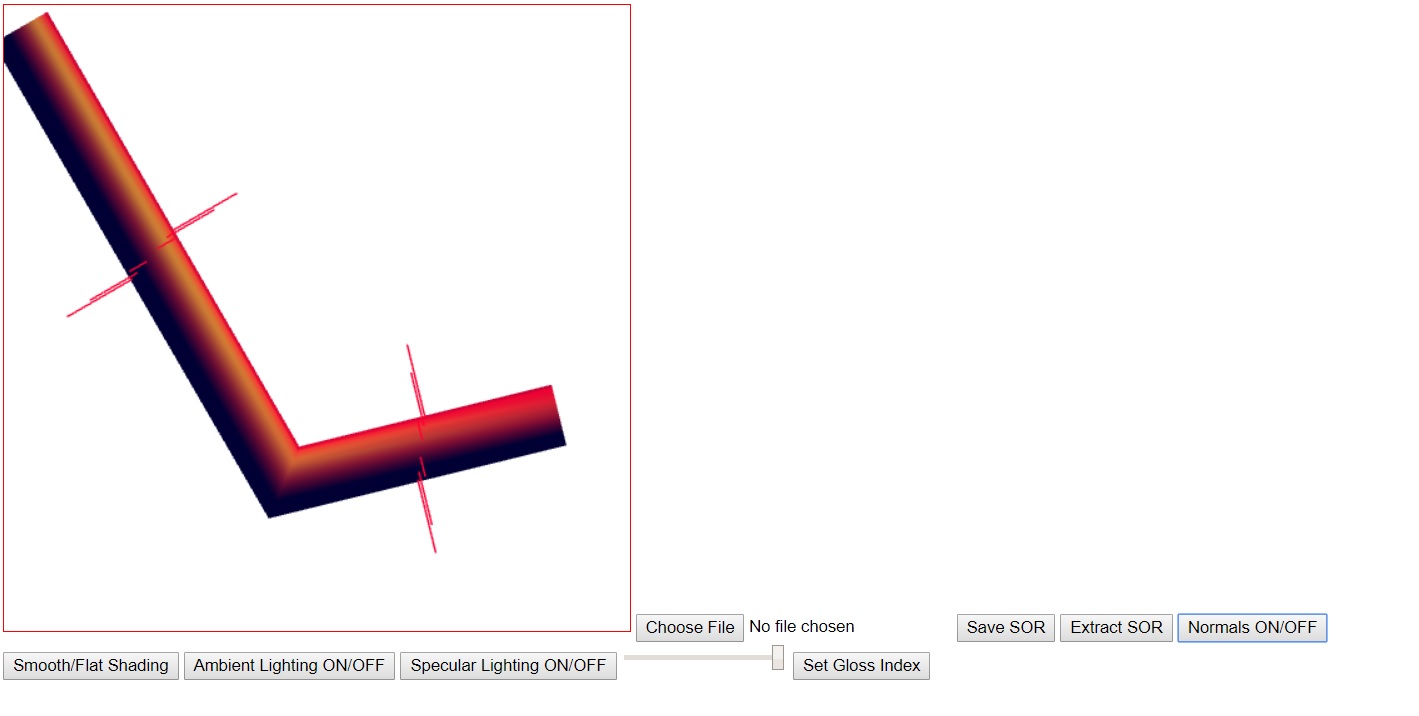 Choose File No file chosen Save SOR Extract SOR Normals ON/OFF
Smooth/Flat Shading Ambient Lighting ON/OFF Specular Lighting ON/OFF Set Gloss Index